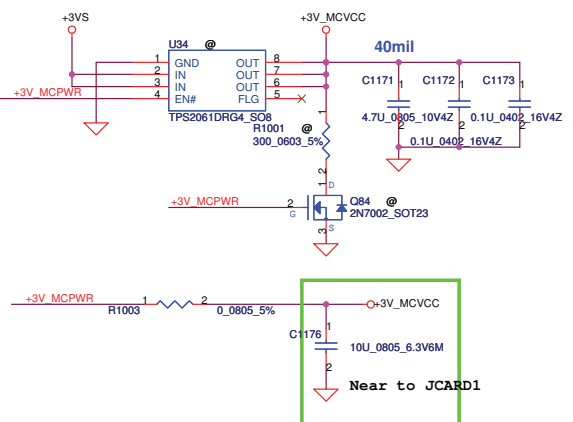 +3VS
+3V_MCVCC
U34 @
40mil
1 GND OUT 8
2 IN OUT 7
3 IN OUT 6
4 EN# FLG 5
+3V_MCPWR
TPS2061DRG4_SO8
C1171 1
C1172 1
C1173 1
4.7U_0805_10V4Z
0.1U_0402_16V4Z
2 2 2
0.1U_0402_16V4Z
1
R1001 @
300_0603_5%
2
1 D
+3V_MCPWR
2 G
Q84 @
2N7002_SOT23
3 S
+3V_MCPWR
1 2
R1003
0_0805_5%
+3V_MCVCC
C1176
1
10U_0805_6.3V6M
2
Near to JCARD1